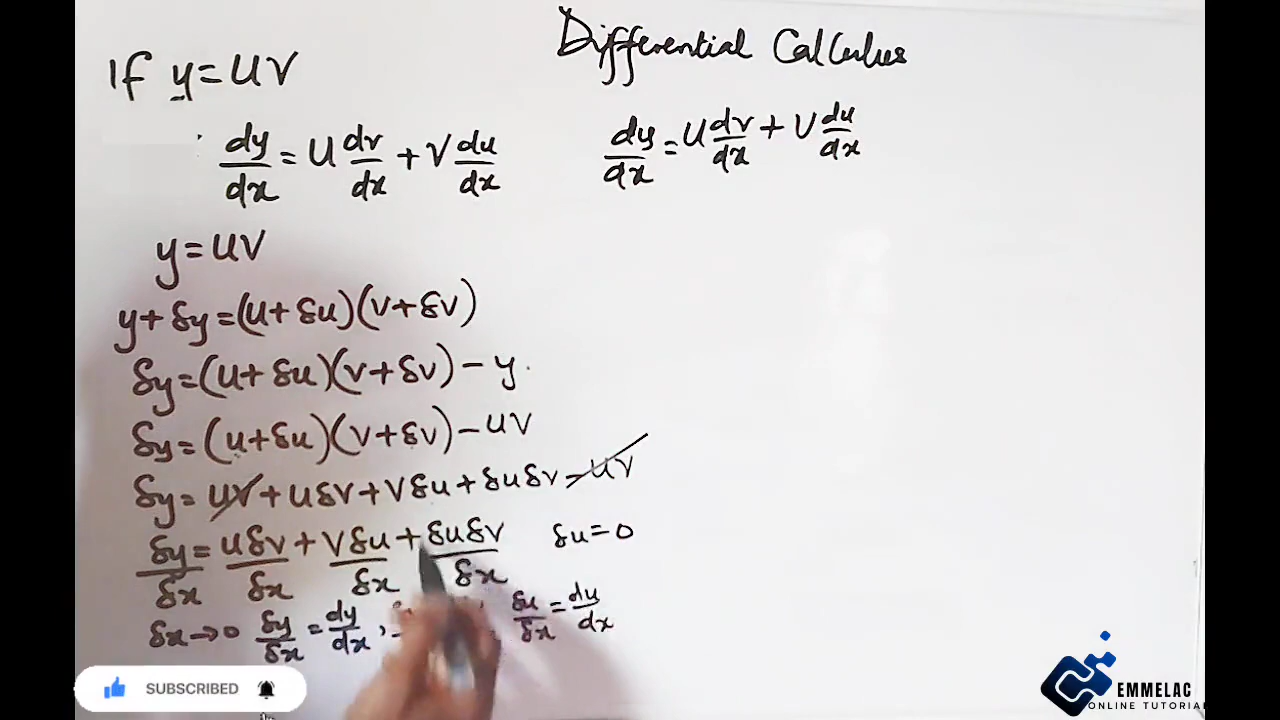 Differential Calculus
If y=UV
dy/dx = U dv/dx + V du/dx
dy/dx = U dv/dx + V du/dx
y=UV
y+δy=(u+δu)(v+δv)
δy=(u+δu)(v+δv)-y
δy=(u+δu)(v+δv)-UV
δy=UV+Uδv+Vδu+δuδv-UV
δy/δx=Uδv/δx+Vδu/δx+δuδv/δx δu=0
δx→0 δy/δx=dy/dx, δu/δx=du/dx
SUBSCRIBED
EMMELAC
ONLINE TUTORIA